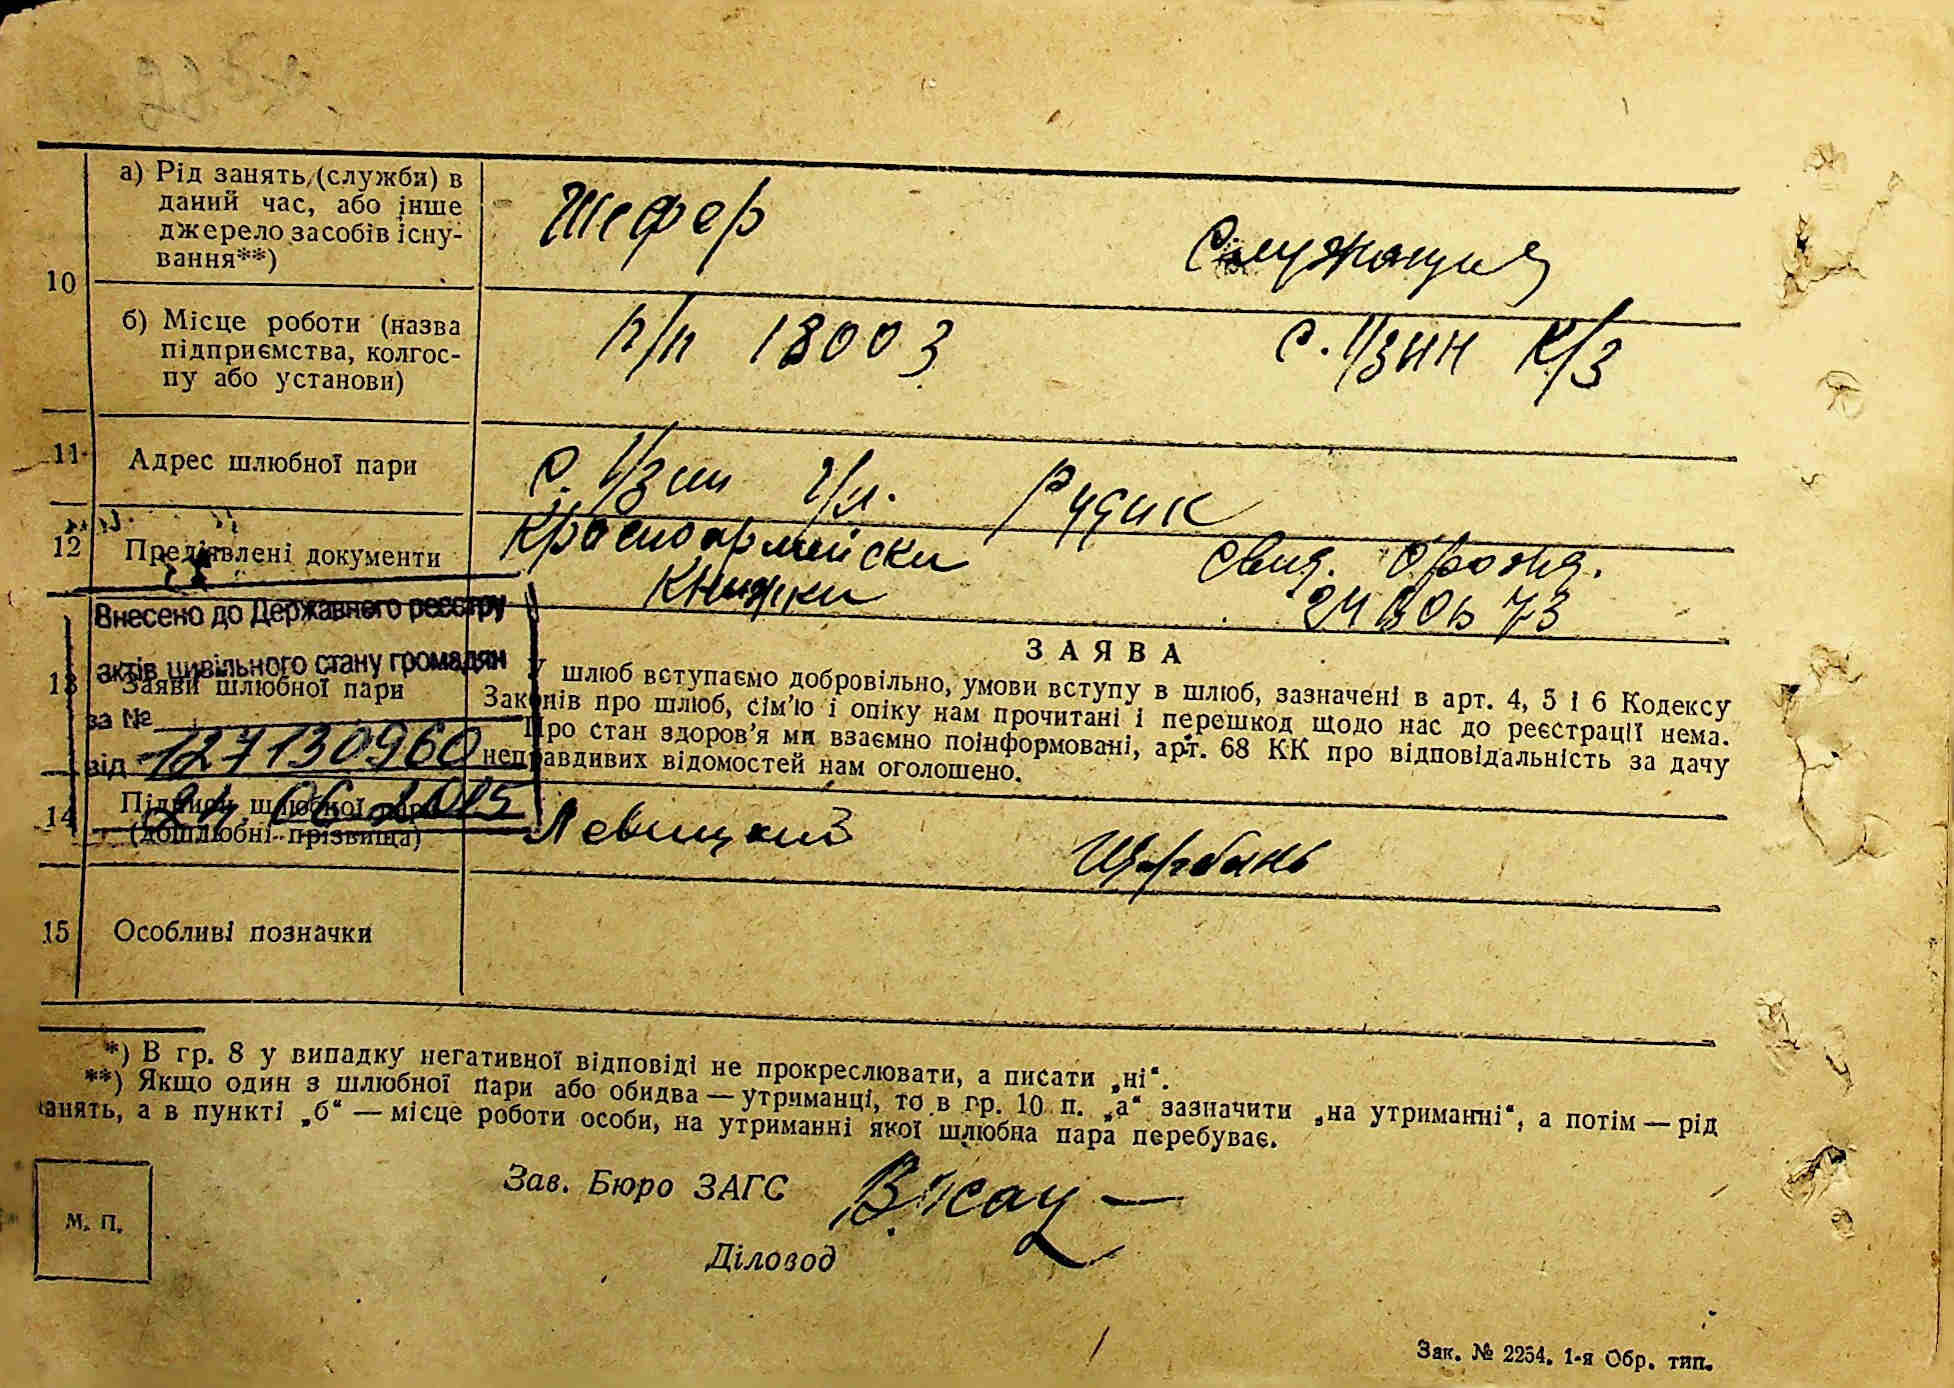 10
а) Рід занять (служби) в
даний час, або інше
джерело засобів існу-
вання**)
Шофер
Служащия
б) Місце роботи (назва
підприємства, колгос-
пу або установи)
п/п 18003
с. Узин к/з
11
Адрес шлюбної пари
с. Узин ул. Рудик
12
Пред'явлені документи
Красноармейски
книжки
свид. о рожд.
Внесено до Державного реєстру
актів цивільного стану громадян
за №
127130960
від
24 06 2015
13
Заяви шлюбної пари
ЗАЯВА
У шлюб вступаємо добровільно, умови вступу в шлюб, зазначені в арт. 4, 5 і 6 Кодексу
Законів про шлюб, сім'ю і опіку нам прочитані і перешкод щодо нас до реєстрації нема.
Про стан здоров'я ми взаємно поінформовані, арт. 68 КК про відповідальність за дачу
неправдивих відомостей нам оголошено.
14
Підписи шлюбної пари
(дошлюбні прізвища)
Левицкий
Щербань
15
Особливі позначки
*) В гр. 8 у випадку негативної відповіді не прокреслювати, а писати „ні“.
**) Якщо один з шлюбної пари або обидва — утриманці, то в гр. 10 п. „а“ зазначити „на утриманні“, а потім — рід
занять, а в пункті „б“ — місце роботи особи, на утриманні якої шлюбна пара перебуває.
Зав. Бюро ЗАГС
М. П.
Діловод
Зак. № 2254. 1-я Обр. тип.